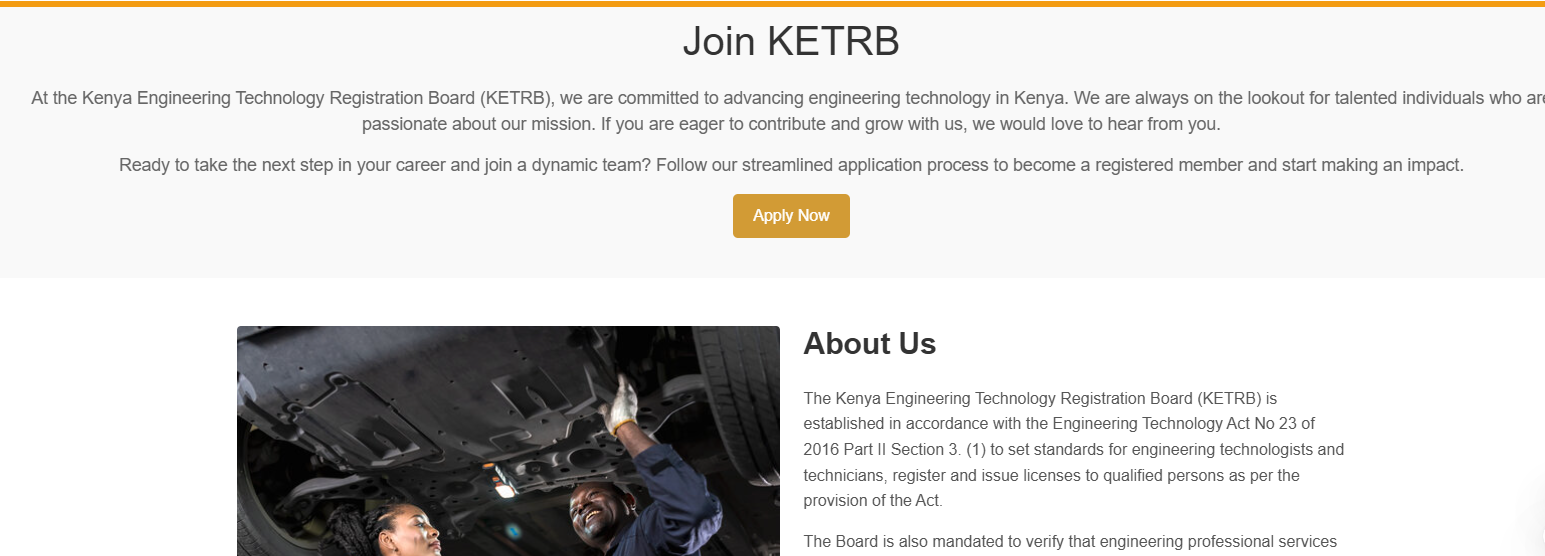 Join KETRB
At the Kenya Engineering Technology Registration Board (KETRB), we are committed to advancing engineering technology in Kenya. We are always on the lookout for talented individuals who are
passionate about our mission. If you are eager to contribute and grow with us, we would love to hear from you.
Ready to take the next step in your career and join a dynamic team? Follow our streamlined application process to become a registered member and start making an impact.
Apply Now
About Us
The Kenya Engineering Technology Registration Board (KETRB) is
established in accordance with the Engineering Technology Act No 23 of
2016 Part II Section 3. (1) to set standards for engineering technologists and
technicians, register and issue licenses to qualified persons as per the
provision of the Act.
The Board is also mandated to verify that engineering professional services